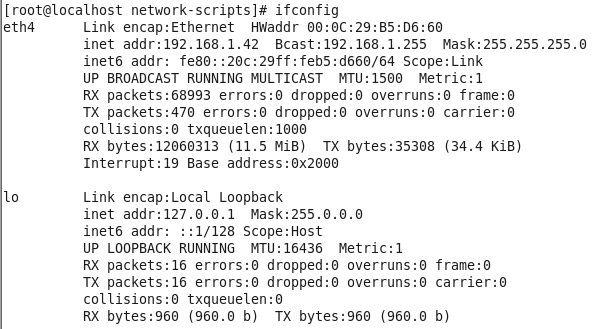 [root@localhost network-scripts]# ifconfig
eth4      Link encap:Ethernet  HWaddr 00:0C:29:B5:D6:60
          inet addr:192.168.1.42  Bcast:192.168.1.255  Mask:255.255.255.0
          inet6 addr: fe80::20c:29ff:feb5:d660/64 Scope:Link
          UP BROADCAST RUNNING MULTICAST  MTU:1500  Metric:1
          RX packets:68993 errors:0 dropped:0 overruns:0 frame:0
          TX packets:470 errors:0 dropped:0 overruns:0 carrier:0
          collisions:0 txqueuelen:1000
          RX bytes:12060313 (11.5 MiB)  TX bytes:35308 (34.4 KiB)
          Interrupt:19 Base address:0x2000

lo        Link encap:Local Loopback
          inet addr:127.0.0.1  Mask:255.0.0.0
          inet6 addr: ::1/128 Scope:Host
          UP LOOPBACK RUNNING  MTU:16436  Metric:1
          RX packets:16 errors:0 dropped:0 overruns:0 frame:0
          TX packets:16 errors:0 dropped:0 overruns:0 carrier:0
          collisions:0 txqueuelen:0
          RX bytes:960 (960.0 b)  TX bytes:960 (960.0 b)